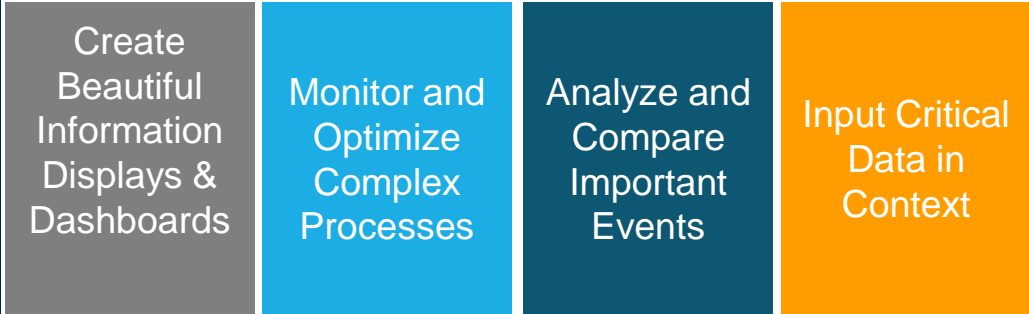 Create
Beautiful
Information
Displays &
Dashboards
Monitor and
Optimize
Complex
Processes
Analyze and
Compare
Important
Events
Input Critical
Data in
Context